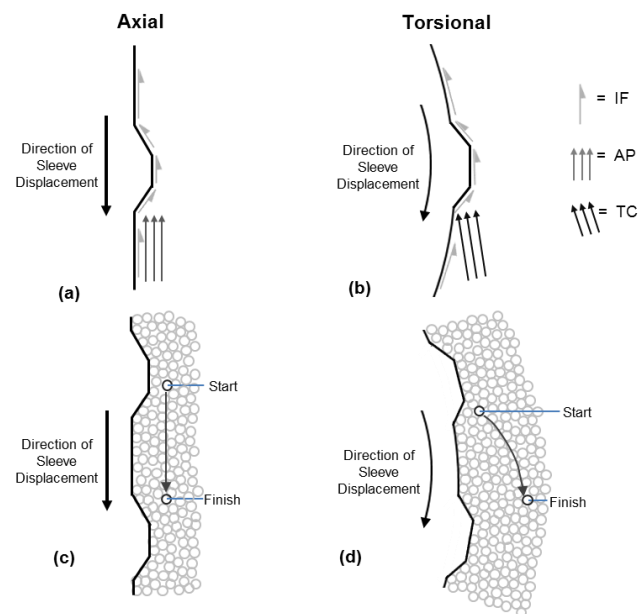 Axial
Torsional
= IF
Direction of
Sleeve
Displacement
Direction of
Sleeve
Displacement
= AP
= TC
(a)
(b)
Start
Start
Direction of
Sleeve
Displacement
Direction of
Sleeve
Displacement
Finish
Finish
(c)
(d)